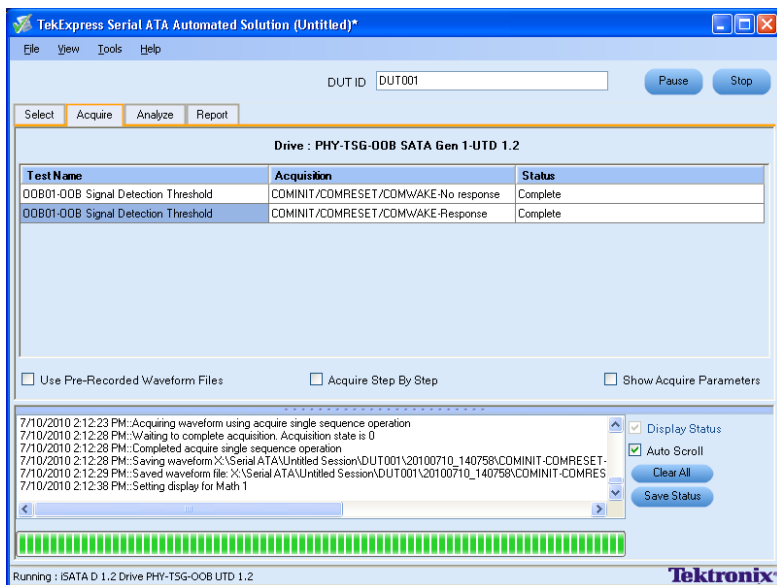 TekExpress Serial ATA Automated Solution (Untitled)*
File View Tools Help
DUT ID DUT001 Pause Stop
Select Acquire Analyze Report
Drive : PHY-TSG-OOB SATA Gen 1-UTD 1.2
Test Name Acquisition Status
OOB01-OOB Signal Detection Threshold COMINIT/COMRESET/COMWAKE-No response Complete
OOB01-OOB Signal Detection Threshold COMINIT/COMRESET/COMWAKE-Response Complete
Use Pre-Recorded Waveform Files Acquire Step By Step Show Acquire Parameters
7/10/2010 2:12:23 PM::Acquiring waveform using acquire single sequence operation
7/10/2010 2:12:28 PM::Waiting to complete acquisition. Acquisition state is 0
7/10/2010 2:12:28 PM::Completed acquire single sequence operation
7/10/2010 2:12:28 PM::Saving waveform X:\Serial ATA\Untitled Session\DUT001\20100710_140758\COMINIT-COMRESET-
7/10/2010 2:12:29 PM::Saved waveform file: X:\Serial ATA\Untitled Session\DUT001\20100710_140758\COMINIT-COMRES
7/10/2010 2:12:38 PM::Setting display for Math 1
Display Status
Auto Scroll
Clear All
Save Status
Running : iSATA D 1.2 Drive PHY-TSG-OOB UTD 1.2
Tektronix